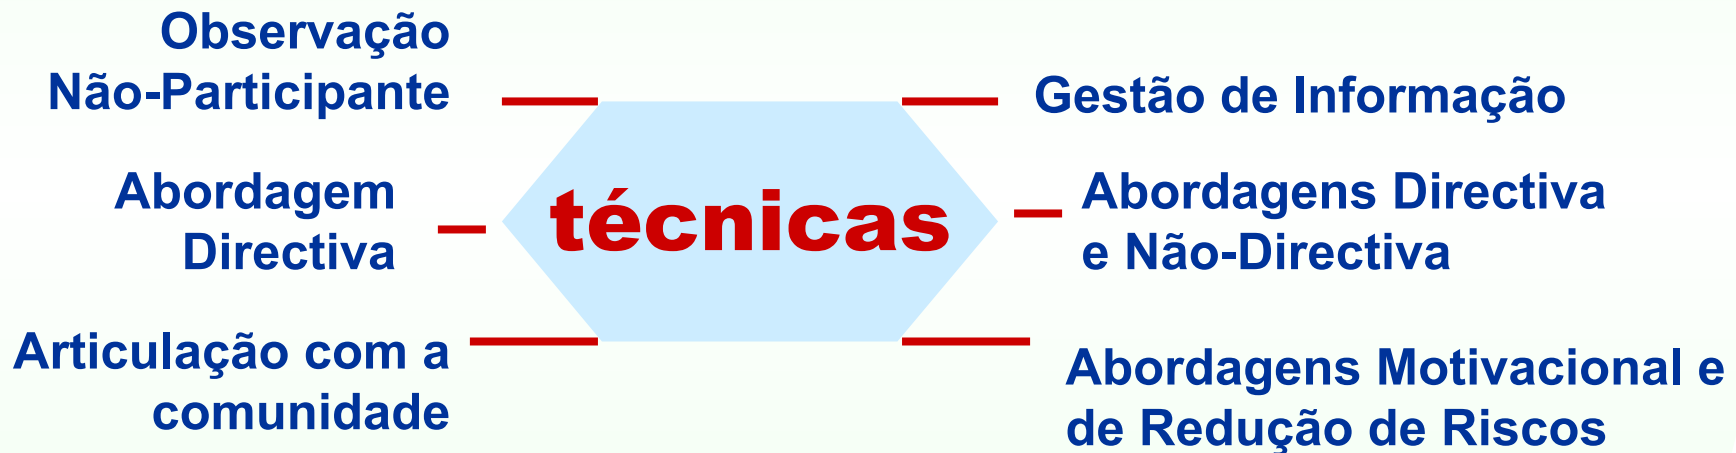 Observação
Não-Participante
Abordagem
Directiva
Articulação com a
comunidade
técnicas
Gestão de Informação
Abordagens Directiva
e Não-Directiva
Abordagens Motivacional e
de Redução de Riscos